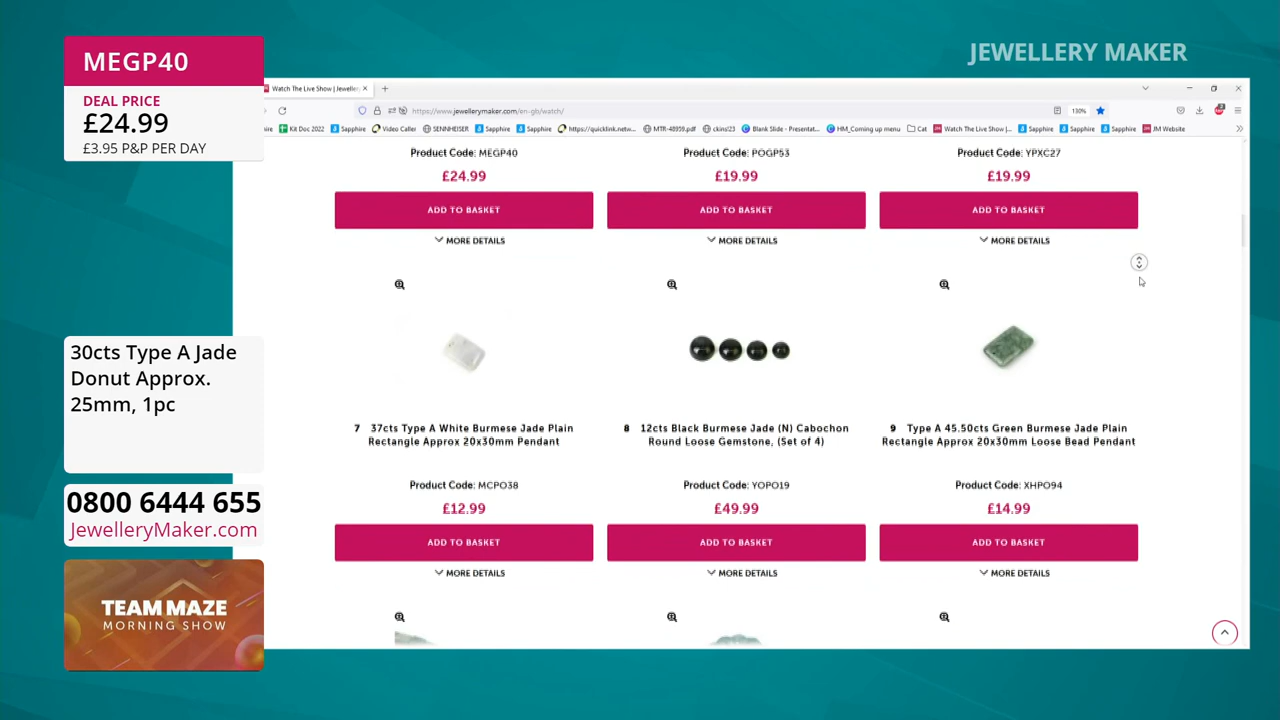 MEGP40
DEAL PRICE
£24.99
£3.95 P&P PER DAY
30cts Type A Jade
Donut Approx.
25mm, 1pc
0800 6444 655
JewelleryMaker.com
TEAM MAZE
MORNING SHOW
JEWELLERY MAKER
Watch The Live Show | Jeweller
https://www.jewellerymaker.com/en-gb/watch/
130%
Kit Doc 2022
Sapphire
Video Caller
SENNHEISER
Sapphire
Sapphire
https://quicklink.netw...
MTR-48959.pdf
ckins!23
Blank Slide - Presentat...
HM_Coming up menu
Cat
Watch The Live Show |...
Sapphire
Sapphire
Sapphire
JM Website
Product Code: MEGP40
£24.99
ADD TO BASKET
MORE DETAILS
Product Code: POGP53
£19.99
ADD TO BASKET
MORE DETAILS
Product Code: YPXC27
£19.99
ADD TO BASKET
MORE DETAILS
7 37cts Type A White Burmese Jade Plain
Rectangle Approx 20x30mm Pendant
Product Code: MCPO38
£12.99
ADD TO BASKET
MORE DETAILS
8 12cts Black Burmese Jade (N) Cabochon
Round Loose Gemstone, (Set of 4)
Product Code: YOPO19
£49.99
ADD TO BASKET
MORE DETAILS
9 Type A 45.50cts Green Burmese Jade Plain
Rectangle Approx 20x30mm Loose Bead Pendant
Product Code: XHPO94
£14.99
ADD TO BASKET
MORE DETAILS